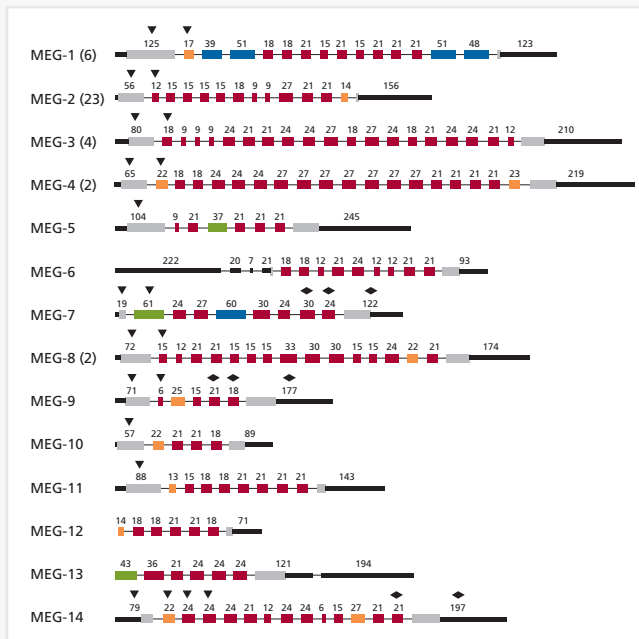 125 17 39 51 18 18 21 15 21 15 21 21 21 51 48 123
MEG-1 (6)
56 12 15 15 15 15 18 9 9 27 21 21 14 156
MEG-2 (23)
80 18 9 9 9 24 21 21 24 24 27 18 27 24 18 21 24 24 21 12 210
MEG-3 (4)
65 22 18 18 24 24 24 27 27 27 27 27 27 21 21 21 21 21 23 219
MEG-4 (2)
104 9 21 37 21 21 21 245
MEG-5
222 20 7 21 18 18 12 21 24 12 12 21 21 93
MEG-6
19 61 24 27 60 30 24 30 24 122
MEG-7
72 15 12 21 21 15 15 15 33 30 30 15 15 24 22 21 174
MEG-8 (2)
71 6 25 15 21 18 177
MEG-9
57 22 21 21 18 89
MEG-10
88 13 15 18 18 21 21 21 21 143
MEG-11
14 18 18 21 21 18 71
MEG-12
43 36 21 24 24 24 121 194
MEG-13
79 22 24 24 24 21 12 24 24 6 15 27 21 21 197
MEG-14